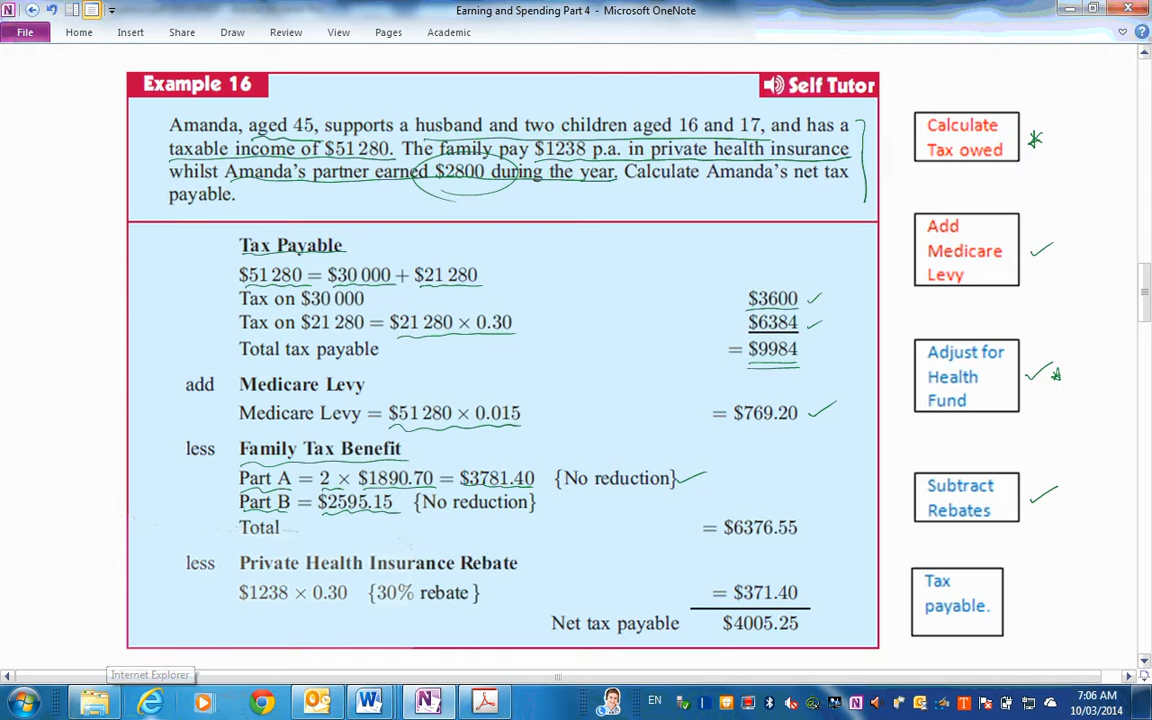 Earning and Spending Part 4 - Microsoft OneNote
File Home Insert Share Draw Review View Pages Academic
Example 16
Self Tutor
Amanda, aged 45, supports a husband and two children aged 16 and 17, and has a
taxable income of $51 280. The family pay $1238 p.a. in private health insurance
whilst Amanda's partner earned $2800 during the year, Calculate Amanda's net tax
payable.
Tax Payable
$51 280 = $30 000 + $21 280
Tax on $30 000 $3600
Tax on $21 280 = $21 280 × 0.30 $6384
Total tax payable = $9984
add Medicare Levy
Medicare Levy = $51 280 × 0.015 = $769.20
less Family Tax Benefit
Part A = 2 × $1890.70 = $3781.40 {No reduction}
Part B = $2595.15 {No reduction}
Total = $6376.55
less Private Health Insurance Rebate
$1238 × 0.30 {30% rebate} = $371.40
Net tax payable $4005.25
Calculate
Tax owed
Add
Medicare
Levy
Adjust for
Health
Fund
Subtract
Rebates
Tax
payable.
Internet Explorer
EN
7:06 AM
10/03/2014